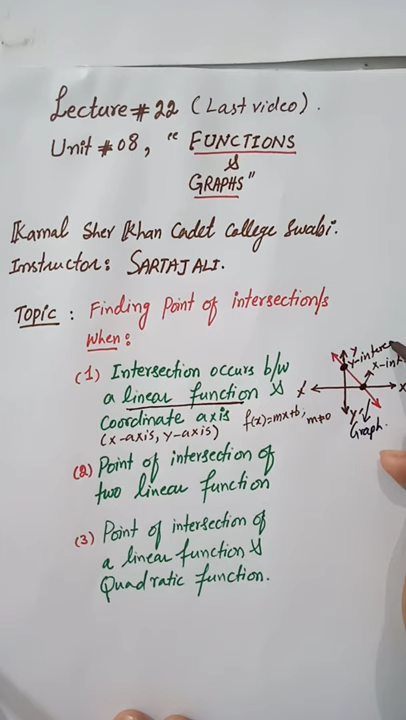 Lecture # 22 (Last video).
Unit # 08, " FUNCTIONS
&
GRAPHS"
Kamal Sher Khan Cadet College Swabi.
Instructor: SARTAJ ALI.
Topic : Finding Point of intersection/s
When:
(1) Intersection occurs b/w
a linear function &
Coordinate axis
(x-axis, y-axis) f(x)=mx+b, m≠0
(2) Point of intersection of
two linear function
(3) Point of intersection of
a linear function &
Quadratic function.
Y
Y-interc
X-int
X'
X
Y'
Graph.